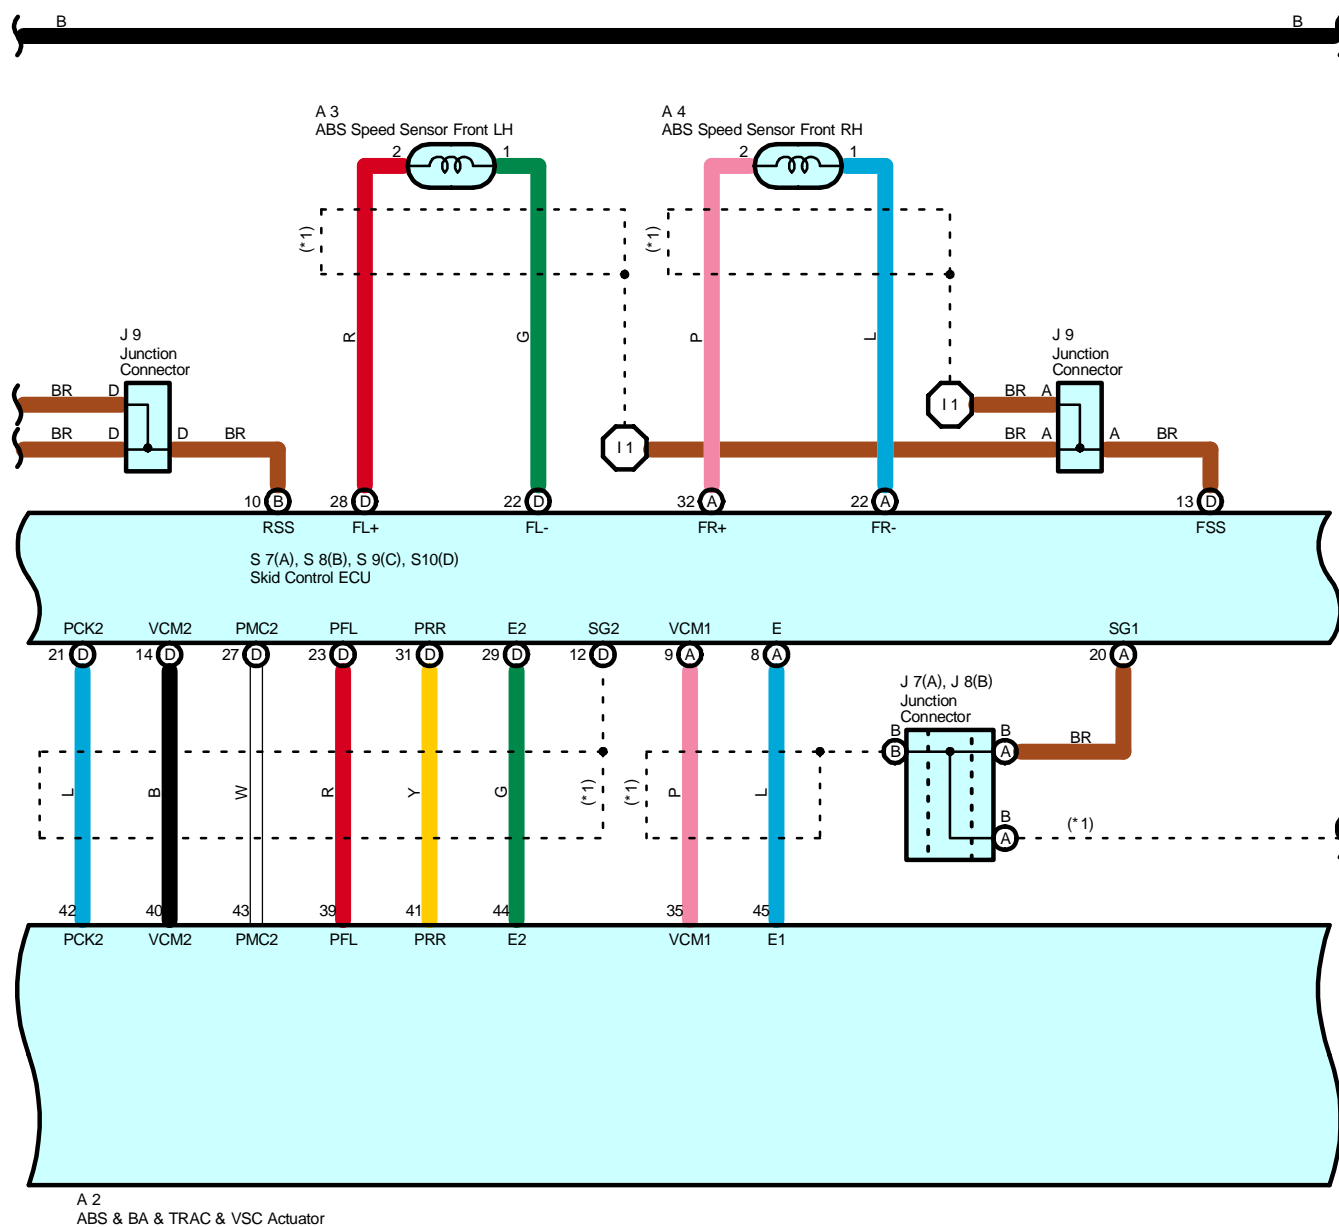 B B
A 3
ABS Speed Sensor Front LH
2 1
A 4
ABS Speed Sensor Front RH
2 1
(*1) (*1)
R G P L
J 9
Junction
Connector
BR D
BR D D BR
I 1
I 1
J 9
Junction
Connector
BR A
BR A A BR
10 B 28 D 22 D 32 A 22 A 13 D
RSS FL+ FL- FR+ FR- FSS
S 7(A), S 8(B), S 9(C), S10(D)
Skid Control ECU
PCK2 VCM2 PMC2 PFL PRR E2 SG2 VCM1 E SG1
21 D 14 D 27 D 23 D 31 D 29 D 12 D 9 A 8 A 20 A
J 7(A), J 8(B)
Junction
Connector
B B BR
B A
L B W R Y G (*1) (*1) P L
B
A (*1)
42 40 43 39 41 44 35 45
PCK2 VCM2 PMC2 PFL PRR E2 VCM1 E1
A 2
ABS & BA & TRAC & VSC Actuator